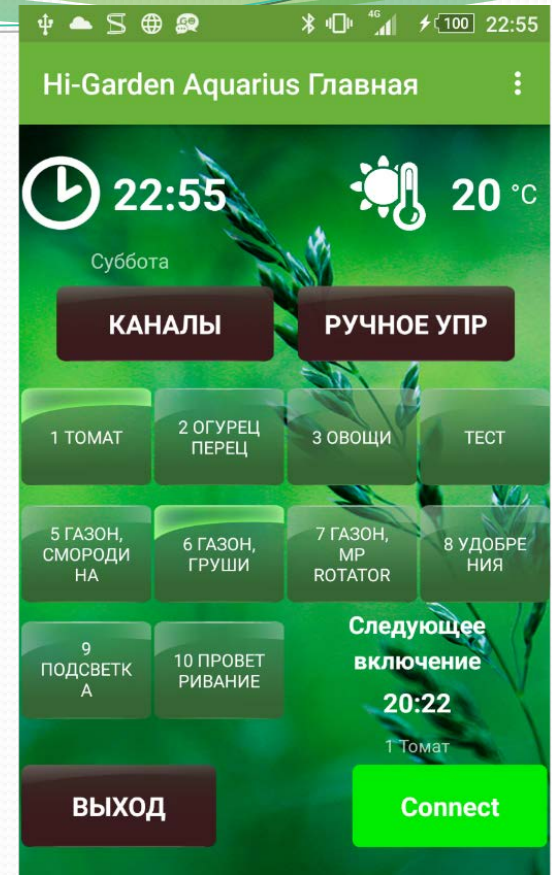 4G
100 22:55
Hi-Garden Aquarius Главная
22:55
20 °C
Суббота
КАНАЛЫ
РУЧНОЕ УПР
1 ТОМАТ
2 ОГУРЕЦ
ПЕРЕЦ
3 ОВОЩИ
ТЕСТ
5 ГАЗОН,
СМОРОДИ
НА
6 ГАЗОН,
ГРУШИ
7 ГАЗОН,
MP
ROTATOR
8 УДОБРЕ
НИЯ
9
ПОДСВЕТК
А
10 ПРОВЕТ
РИВАНИЕ
Следующее
включение
20:22
1 Томат
ВЫХОД
Connect